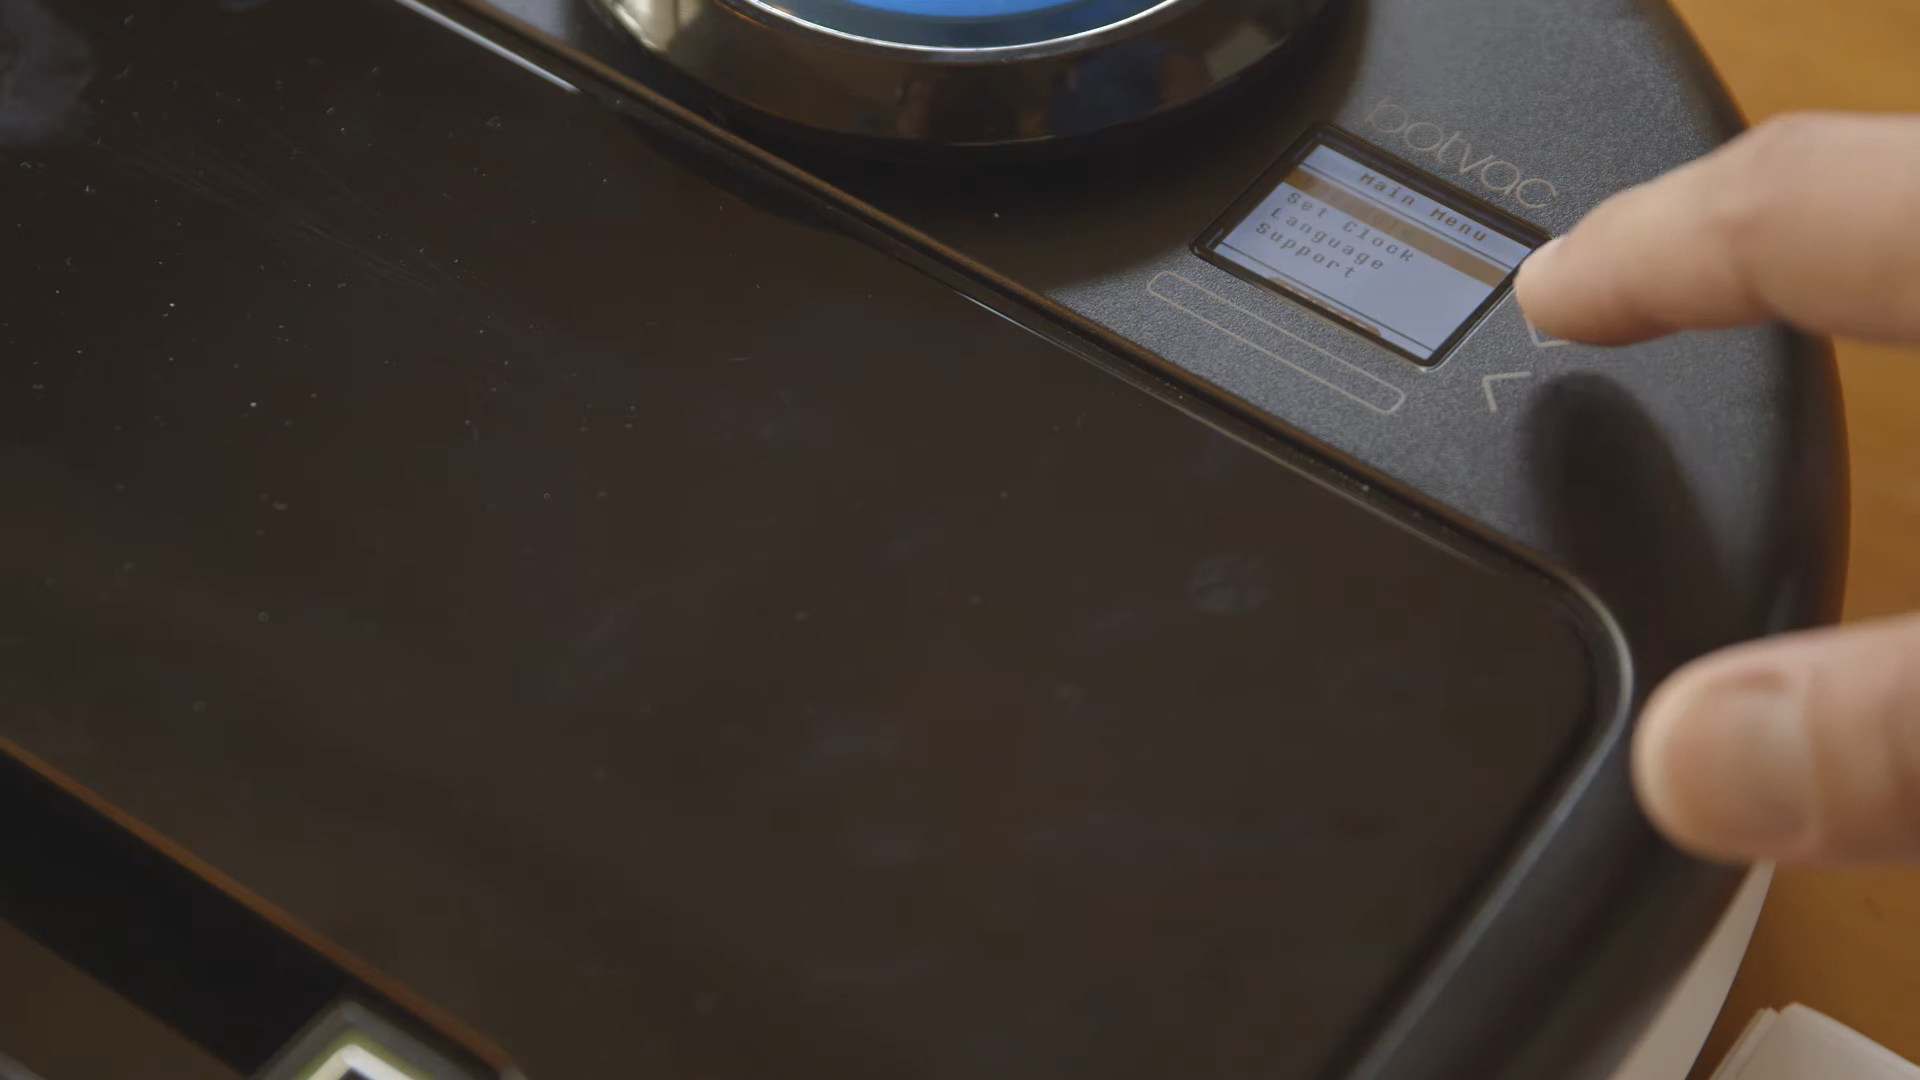 botvac
Main Menu
Set Clock
Language
Support